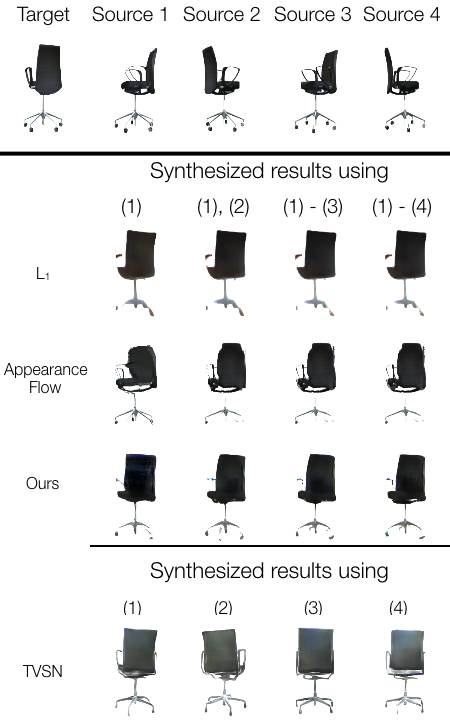 Target Source 1 Source 2 Source 3 Source 4
Synthesized results using
(1) (1), (2) (1) - (3) (1) - (4)
L₁
Appearance
Flow
Ours
Synthesized results using
(1) (2) (3) (4)
TVSN